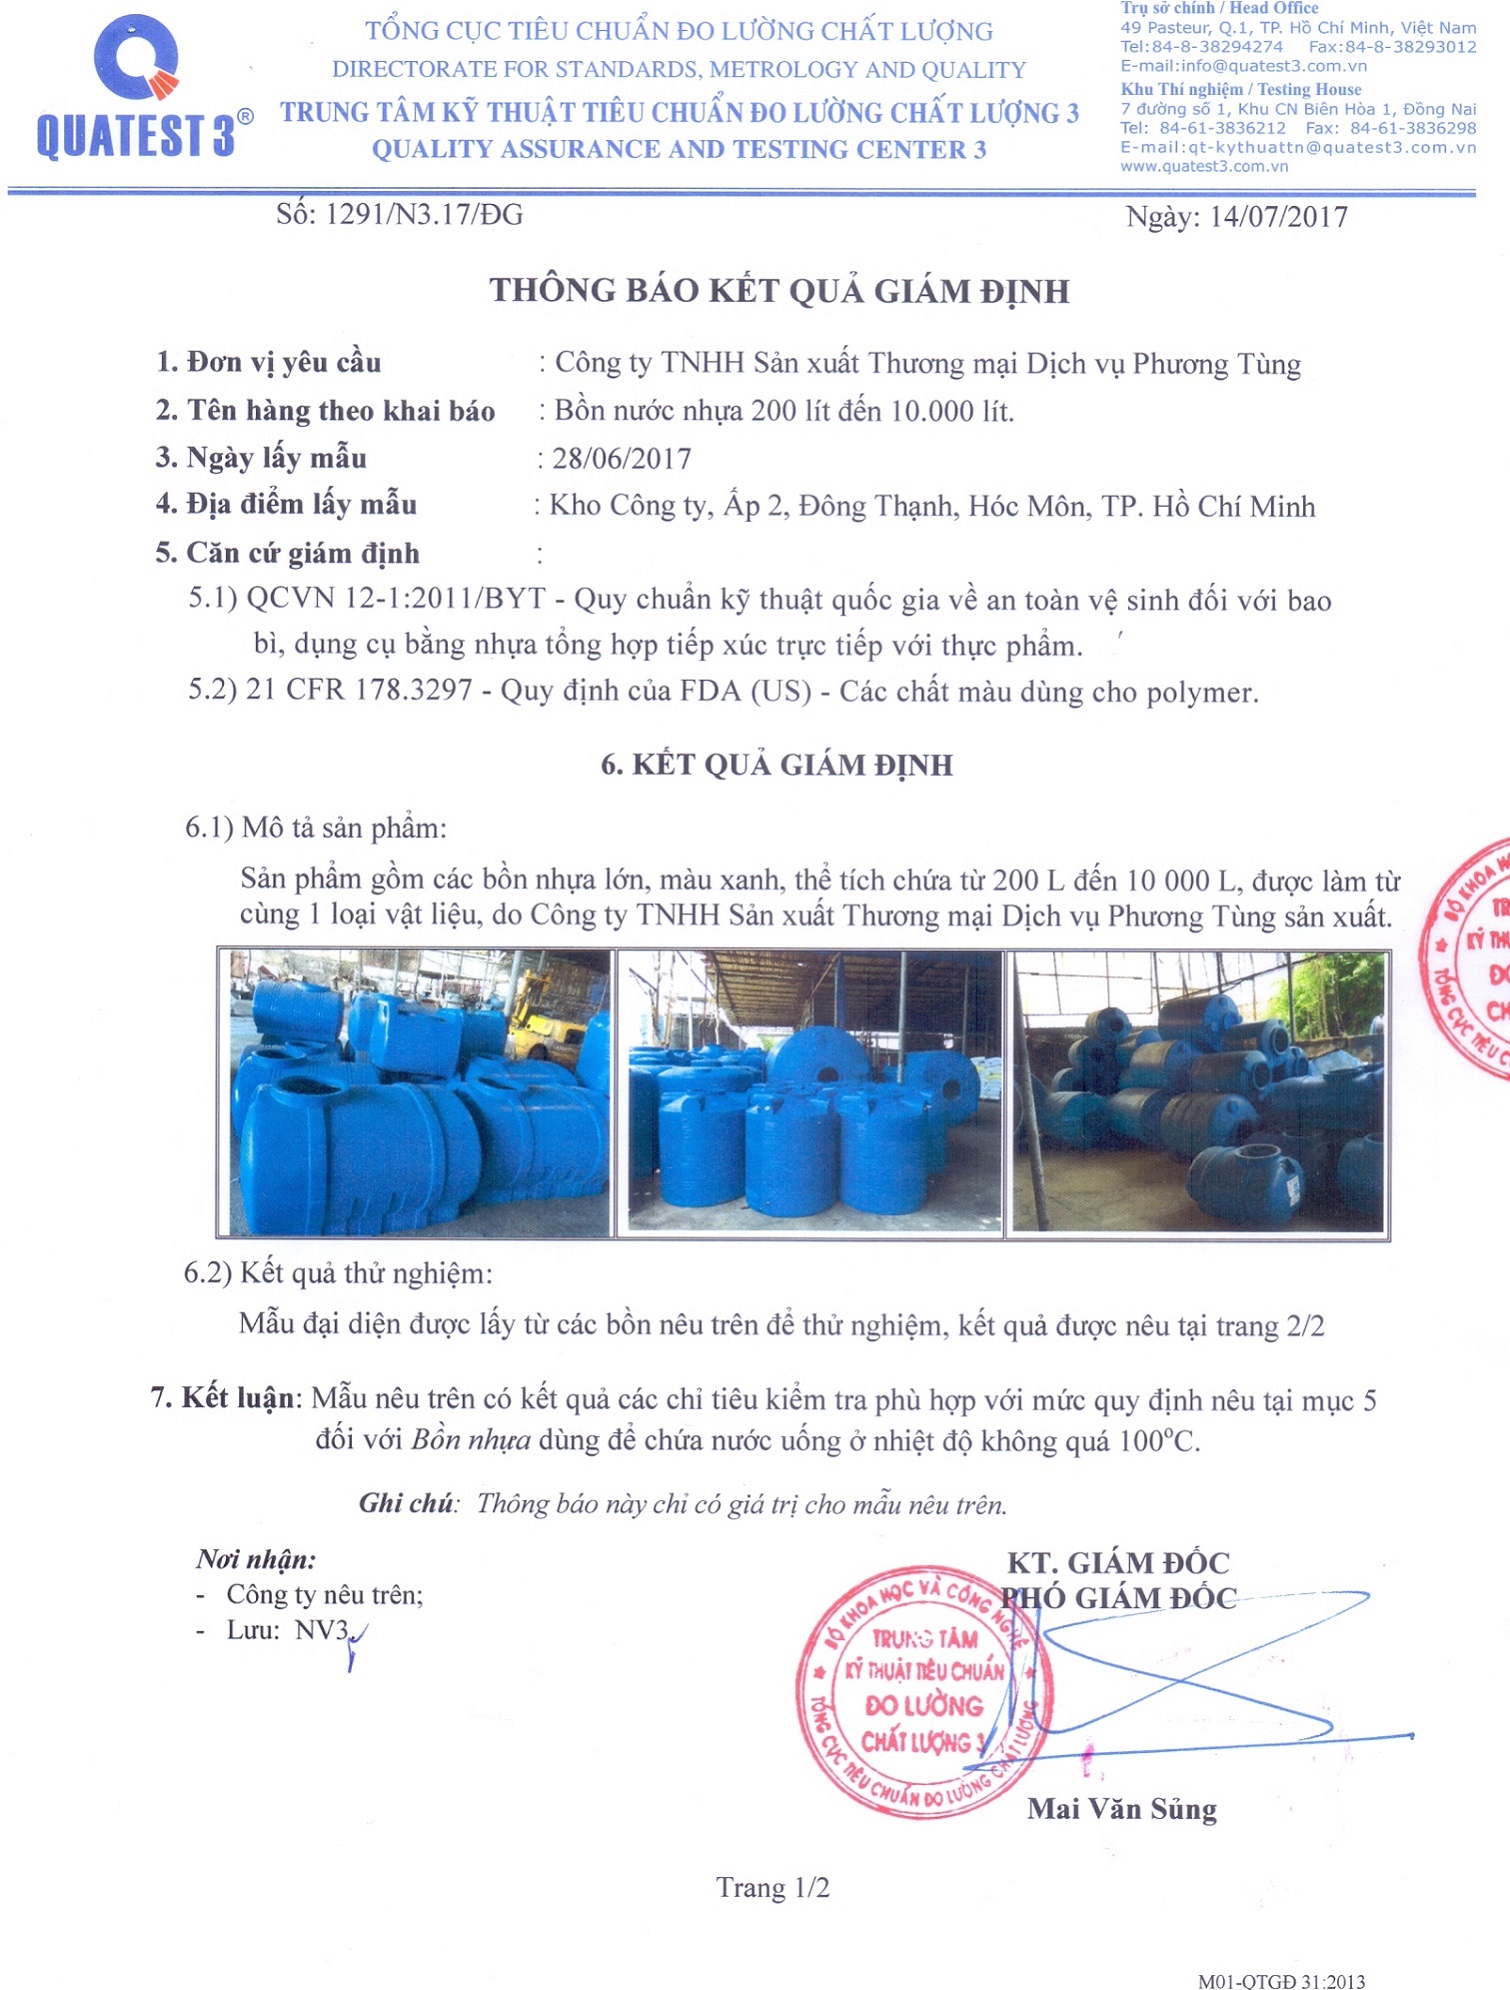 QUATEST 3®
TỔNG CỤC TIÊU CHUẨN ĐO LƯỜNG CHẤT LƯỢNG
DIRECTORATE FOR STANDARDS, METROLOGY AND QUALITY
TRUNG TÂM KỸ THUẬT TIÊU CHUẨN ĐO LƯỜNG CHẤT LƯỢNG 3
QUALITY ASSURANCE AND TESTING CENTER 3
Trụ sở chính / Head Office
49 Pasteur, Q.1, TP. Hồ Chí Minh, Việt Nam
Tel:84-8-38294274 Fax:84-8-38293012
E-mail:info@quatest3.com.vn
Khu Thí nghiệm / Testing House
7 đường số 1, Khu CN Biên Hòa 1, Đồng Nai
Tel: 84-61-3836212 Fax: 84-61-3836298
E-mail:qt-kythuattn@quatest3.com.vn
www.quatest3.com.vn
Số: 1291/N3.17/ĐG
Ngày: 14/07/2017
THÔNG BÁO KẾT QUẢ GIÁM ĐỊNH
1. Đơn vị yêu cầu : Công ty TNHH Sản xuất Thương mại Dịch vụ Phương Tùng
2. Tên hàng theo khai báo : Bồn nước nhựa 200 lít đến 10.000 lít.
3. Ngày lấy mẫu : 28/06/2017
4. Địa điểm lấy mẫu : Kho Công ty, Ấp 2, Đông Thạnh, Hóc Môn, TP. Hồ Chí Minh
5. Căn cứ giám định :
5.1) QCVN 12-1:2011/BYT - Quy chuẩn kỹ thuật quốc gia về an toàn vệ sinh đối với bao
bì, dụng cụ bằng nhựa tổng hợp tiếp xúc trực tiếp với thực phẩm.
5.2) 21 CFR 178.3297 - Quy định của FDA (US) - Các chất màu dùng cho polymer.
6. KẾT QUẢ GIÁM ĐỊNH
6.1) Mô tả sản phẩm:
Sản phẩm gồm các bồn nhựa lớn, màu xanh, thể tích chứa từ 200 L đến 10 000 L, được làm từ
cùng 1 loại vật liệu, do Công ty TNHH Sản xuất Thương mại Dịch vụ Phương Tùng sản xuất.
6.2) Kết quả thử nghiệm:
Mẫu đại diện được lấy từ các bồn nêu trên để thử nghiệm, kết quả được nêu tại trang 2/2
7. Kết luận: Mẫu nêu trên có kết quả các chỉ tiêu kiểm tra phù hợp với mức quy định nêu tại mục 5
đối với Bồn nhựa dùng để chứa nước uống ở nhiệt độ không quá 100°C.
Ghi chú: Thông báo này chỉ có giá trị cho mẫu nêu trên.
Nơi nhận:
- Công ty nêu trên;
- Lưu: NV3.
KT. GIÁM ĐỐC
PHÓ GIÁM ĐỐC
BỘ KHOA HỌC VÀ CÔNG NGHỆ
TRUNG TÂM
KỸ THUẬT TIÊU CHUẨN
ĐO LƯỜNG
CHẤT LƯỢNG 3
TỔNG CỤC TIÊU CHUẨN ĐO LƯỜNG CHẤT LƯỢNG
Mai Văn Sủng
Trang 1/2
M01-QTGĐ 31:2013